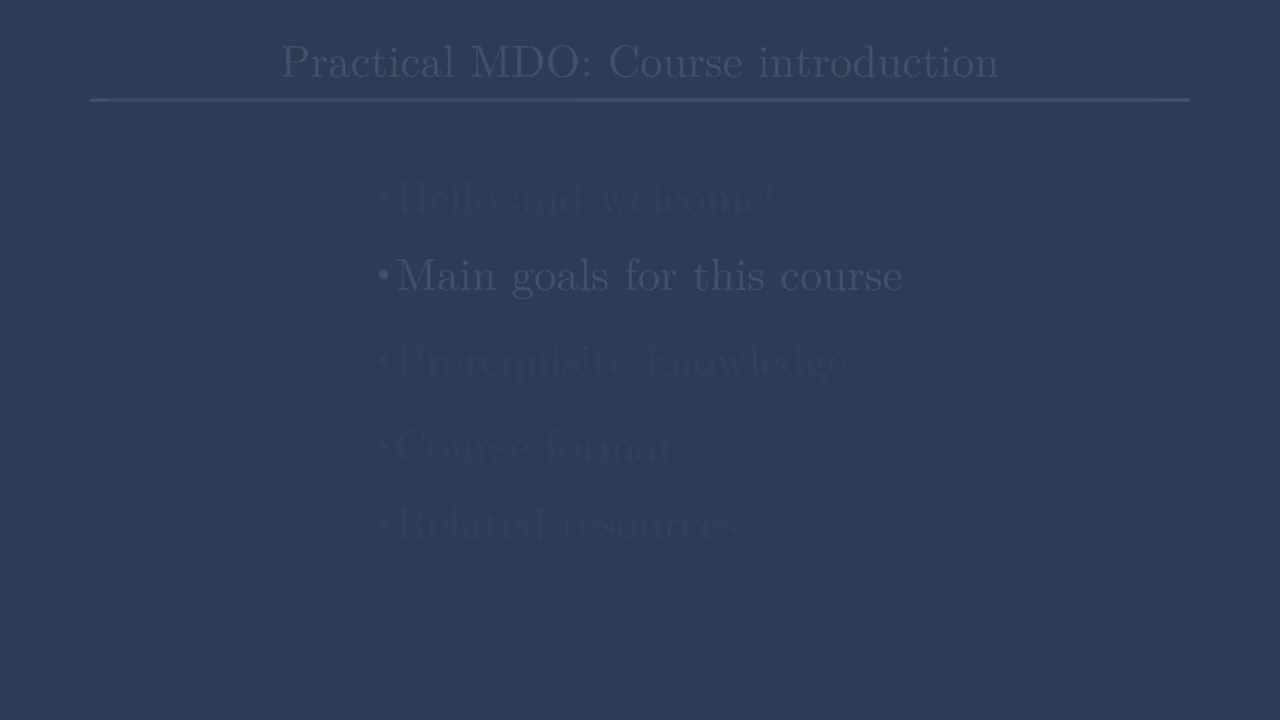 Practical MDO: Course introduction
•Hello and welcome!
•Main goals for this course
•Prerequisite knowledge
•Course format
•Related resources